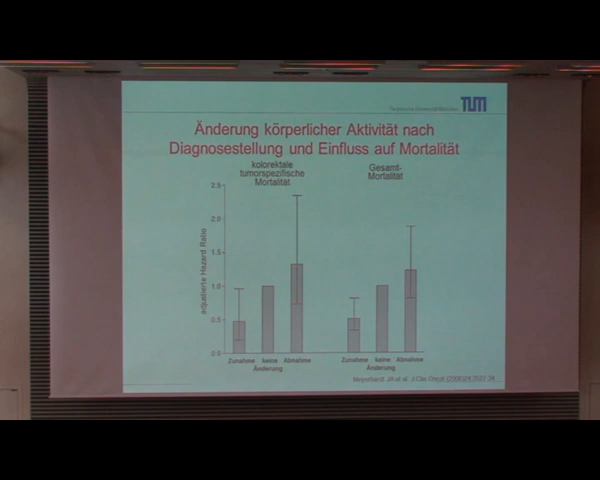 Technische Universität München TUM
Änderung körperlicher Aktivität nach
Diagnosestellung und Einfluss auf Mortalität
kolorektale
tumorspezifische
Mortalität
Gesamt-
Mortalität
adjustierte Hazard Ratio
2.5
2.0
1.5
1.0
0.5
0.0
Zunahme keine Abnahme
Änderung
Zunahme keine Abnahme
Änderung
Meyerhardt JA et al. J Clin Oncol